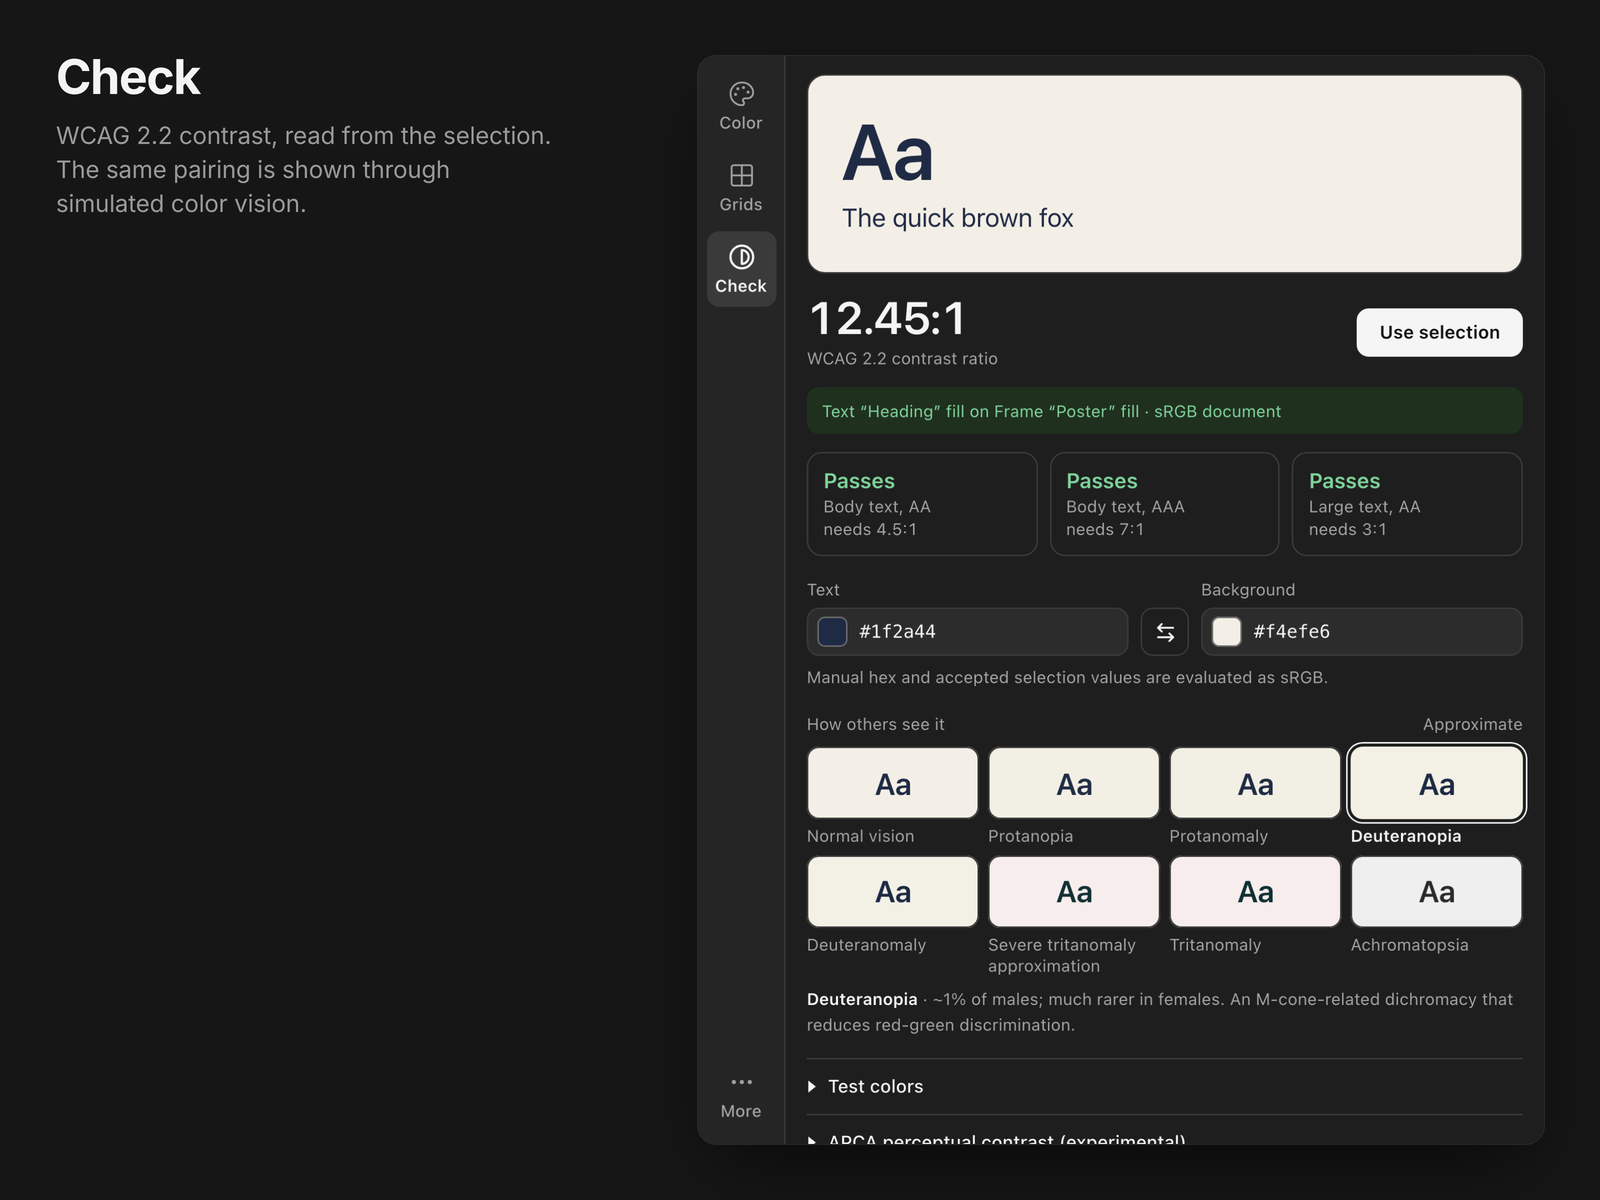 Check
WCAG 2.2 contrast, read from the selection.
The same pairing is shown through
simulated color vision.
Color
Grids
Check
More
Aa
The quick brown fox
12.45:1
WCAG 2.2 contrast ratio
Use selection
Text “Heading” fill on Frame “Poster” fill · sRGB document
Passes
Body text, AA
needs 4.5:1
Passes
Body text, AAA
needs 7:1
Passes
Large text, AA
needs 3:1
Text
#1f2a44
Background
#f4efe6
Manual hex and accepted selection values are evaluated as sRGB.
How others see it
Approximate
Aa
Normal vision
Aa
Protanopia
Aa
Protanomaly
Aa
Deuteranopia
Aa
Deuteranomaly
Aa
Severe tritanomaly
approximation
Aa
Tritanomaly
Aa
Achromatopsia
Deuteranopia · ~1% of males; much rarer in females. An M-cone-related dichromacy that
reduces red-green discrimination.
Test colors
APCA perceptual contrast (experimental)